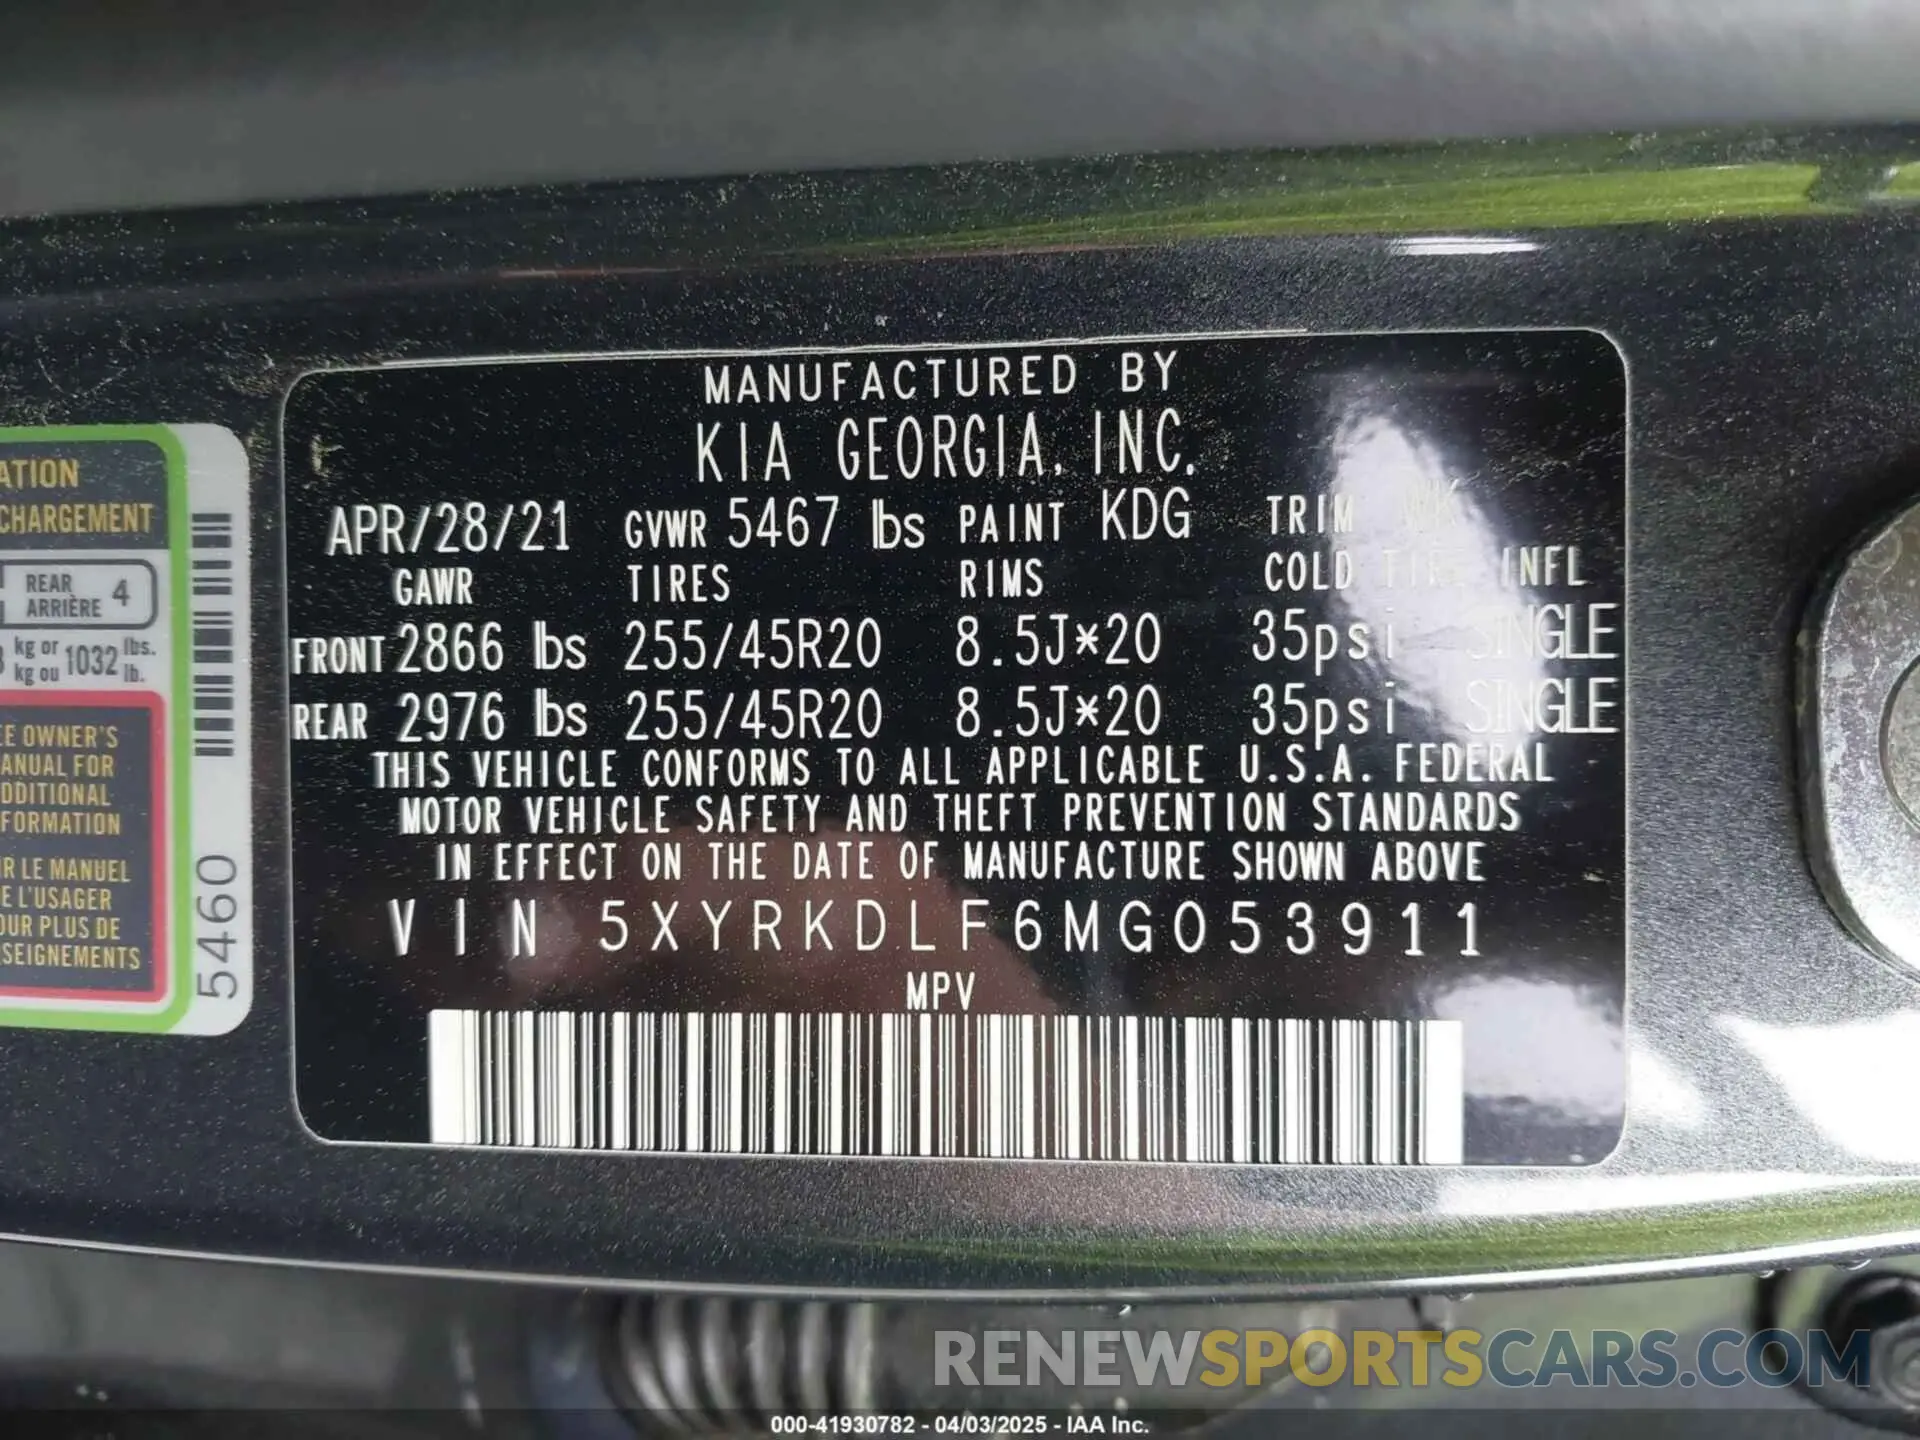 MANUFACTURED BY
KIA GEORGIA, INC.
APR/28/21 GVWR 5467 lbs PAINT KDG TRIM WK
GAWR TIRES RIMS COLD TIRE INFL
FRONT 2866 lbs 255/45R20 8.5J*20 35psi SINGLE
REAR 2976 lbs 255/45R20 8.5J*20 35psi SINGLE
THIS VEHICLE CONFORMS TO ALL APPLICABLE U.S.A. FEDERAL
MOTOR VEHICLE SAFETY AND THEFT PREVENTION STANDARDS
IN EFFECT ON THE DATE OF MANUFACTURE SHOWN ABOVE
VIN 5XYRKDLF6MG053911
MPV
ATION
CHARGEMENT
REAR 4
ARRIÈRE
kg or 1032 lbs.
kg ou lb.
EE OWNER'S
ANUAL FOR
DDITIONAL
FORMATION
IR LE MANUEL
E L'USAGER
OUR PLUS DE
SEIGNEMENTS
5460
RENEWSPORTSCARS.COM
000-41930782 - 04/03/2025 - IAA Inc.